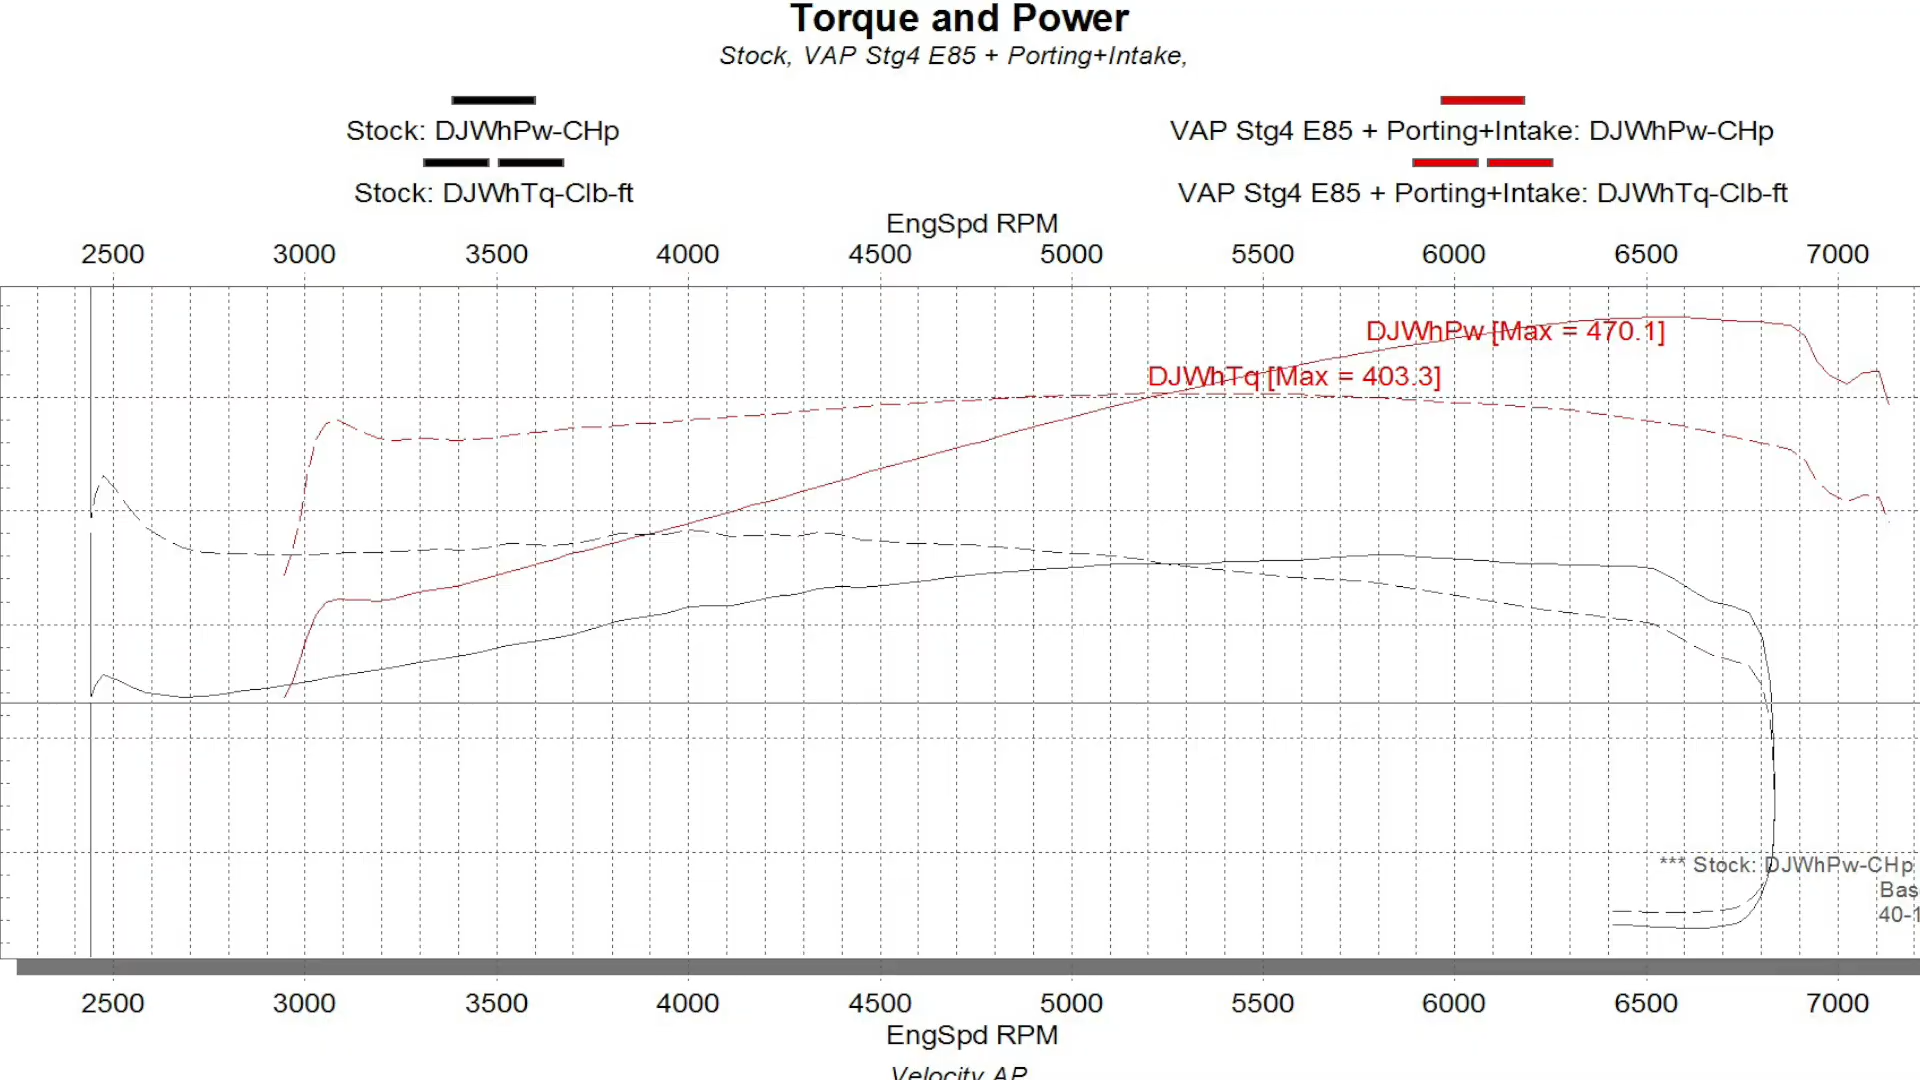 Torque and Power
Stock, VAP Stg4 E85 + Porting+Intake,
Stock: DJWhPw-CHp
VAP Stg4 E85 + Porting+Intake: DJWhPw-CHp
Stock: DJWhTq-Clb-ft
VAP Stg4 E85 + Porting+Intake: DJWhTq-Clb-ft
EngSpd RPM
2500 3000 3500 4000 4500 5000 5500 6000 6500 7000
DJWhPw [Max = 470.1]
DJWhTq [Max = 403.3]
*** Stock: DJWhPw-CHp
Bas
40-1
2500 3000 3500 4000 4500 5000 5500 6000 6500 7000
EngSpd RPM
Velocity AP